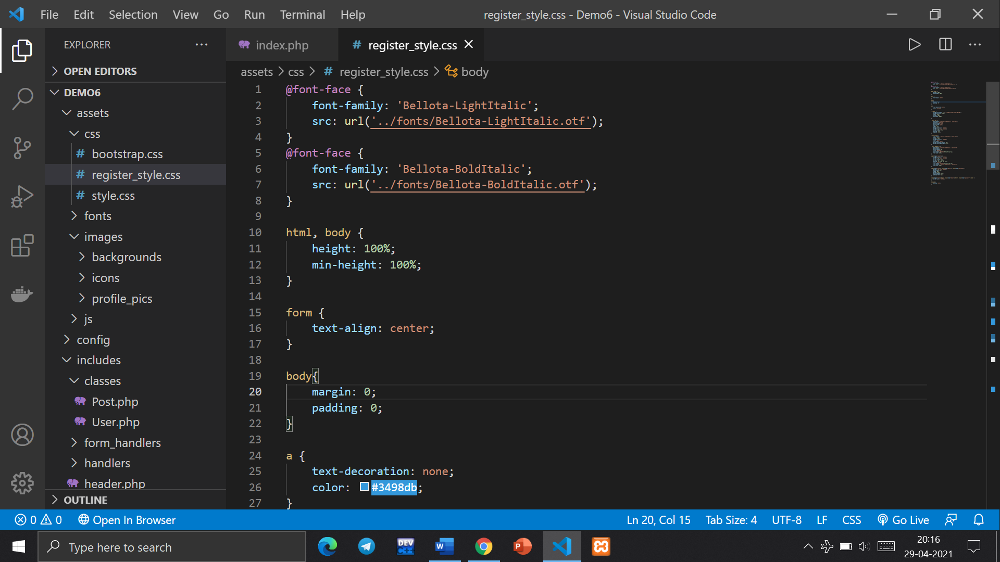 File Edit Selection View Go Run Terminal Help
register_style.css - Demo6 - Visual Studio Code
EXPLORER
OPEN EDITORS
DEMO6
assets
css
# bootstrap.css
# register_style.css
# style.css
fonts
images
backgrounds
icons
profile_pics
js
config
includes
classes
Post.php
User.php
form_handlers
handlers
header.php
OUTLINE
index.php
# register_style.css
assets > css > # register_style.css > body
1 @font-face {
2 font-family: 'Bellota-LightItalic';
3 src: url('../fonts/Bellota-LightItalic.otf');
4 }
5 @font-face {
6 font-family: 'Bellota-BoldItalic';
7 src: url('../fonts/Bellota-BoldItalic.otf');
8 }
9
10 html, body {
11 height: 100%;
12 min-height: 100%;
13 }
14
15 form {
16 text-align: center;
17 }
18
19 body{
20 margin: 0;
21 padding: 0;
22 }
23
24 a {
25 text-decoration: none;
26 color: #3498db;
27 }
0 0 Open In Browser
Ln 20, Col 15 Tab Size: 4 UTF-8 LF CSS Go Live
Type here to search
DEV C++
W
P
20:16
29-04-2021